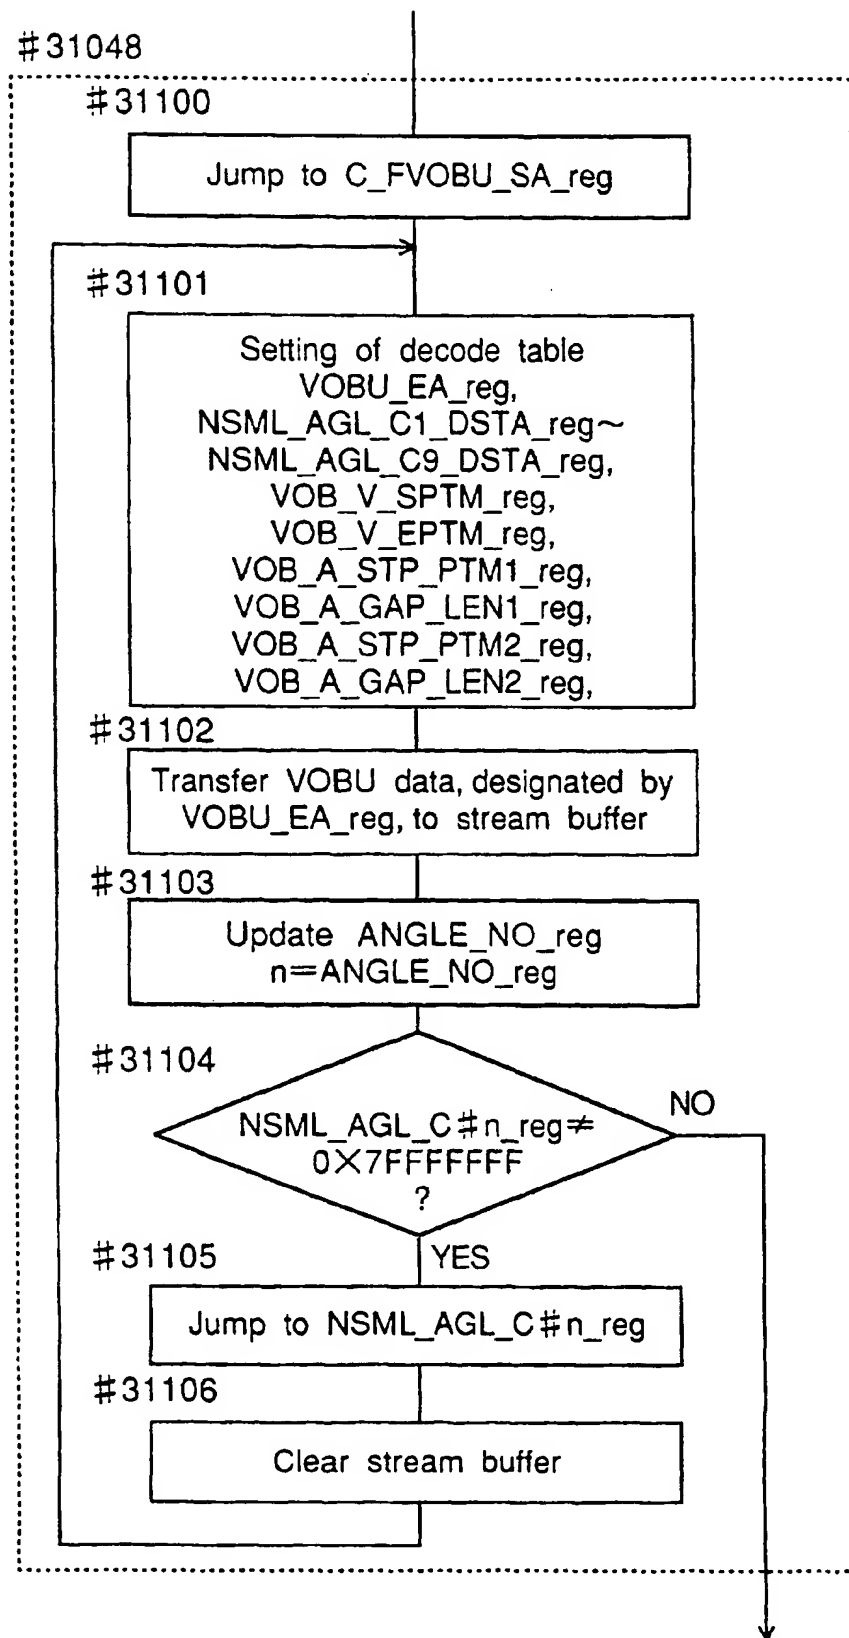 #31048
#31100
Jump to C_FVOBU_SA_reg
#31101
Setting of decode table
VOBU_EA_reg,
NSML_AGL_C1_DSTA_reg~
NSML_AGL_C9_DSTA_reg,
VOB_V_SPTM_reg,
VOB_V_EPTM_reg,
VOB_A_STP_PTM1_reg,
VOB_A_GAP_LEN1_reg,
VOB_A_STP_PTM2_reg,
VOB_A_GAP_LEN2_reg,
#31102
Transfer VOBU data, designated by
VOBU_EA_reg, to stream buffer
#31103
Update ANGLE_NO_reg
n=ANGLE_NO_reg
#31104
NSML_AGL_C#n_reg≠
0×7FFFFFFF
?
NO
YES
#31105
Jump to NSML_AGL_C#n_reg
#31106
Clear stream buffer